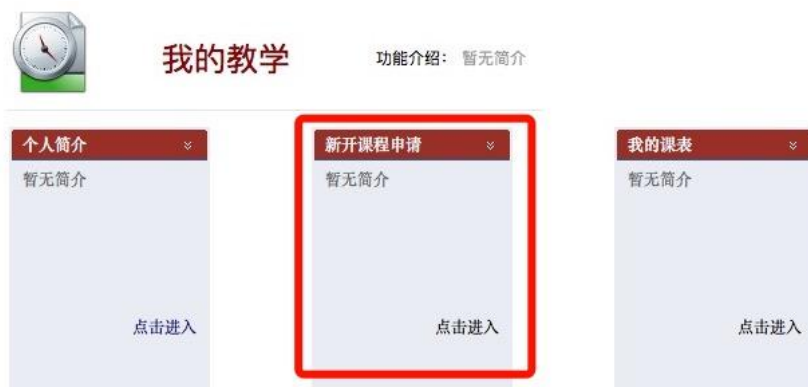 我的教学
功能介绍： 暂无简介
个人简介
暂无简介
点击进入
新开课程申请
暂无简介
点击进入
我的课表
暂无简介
点击进入